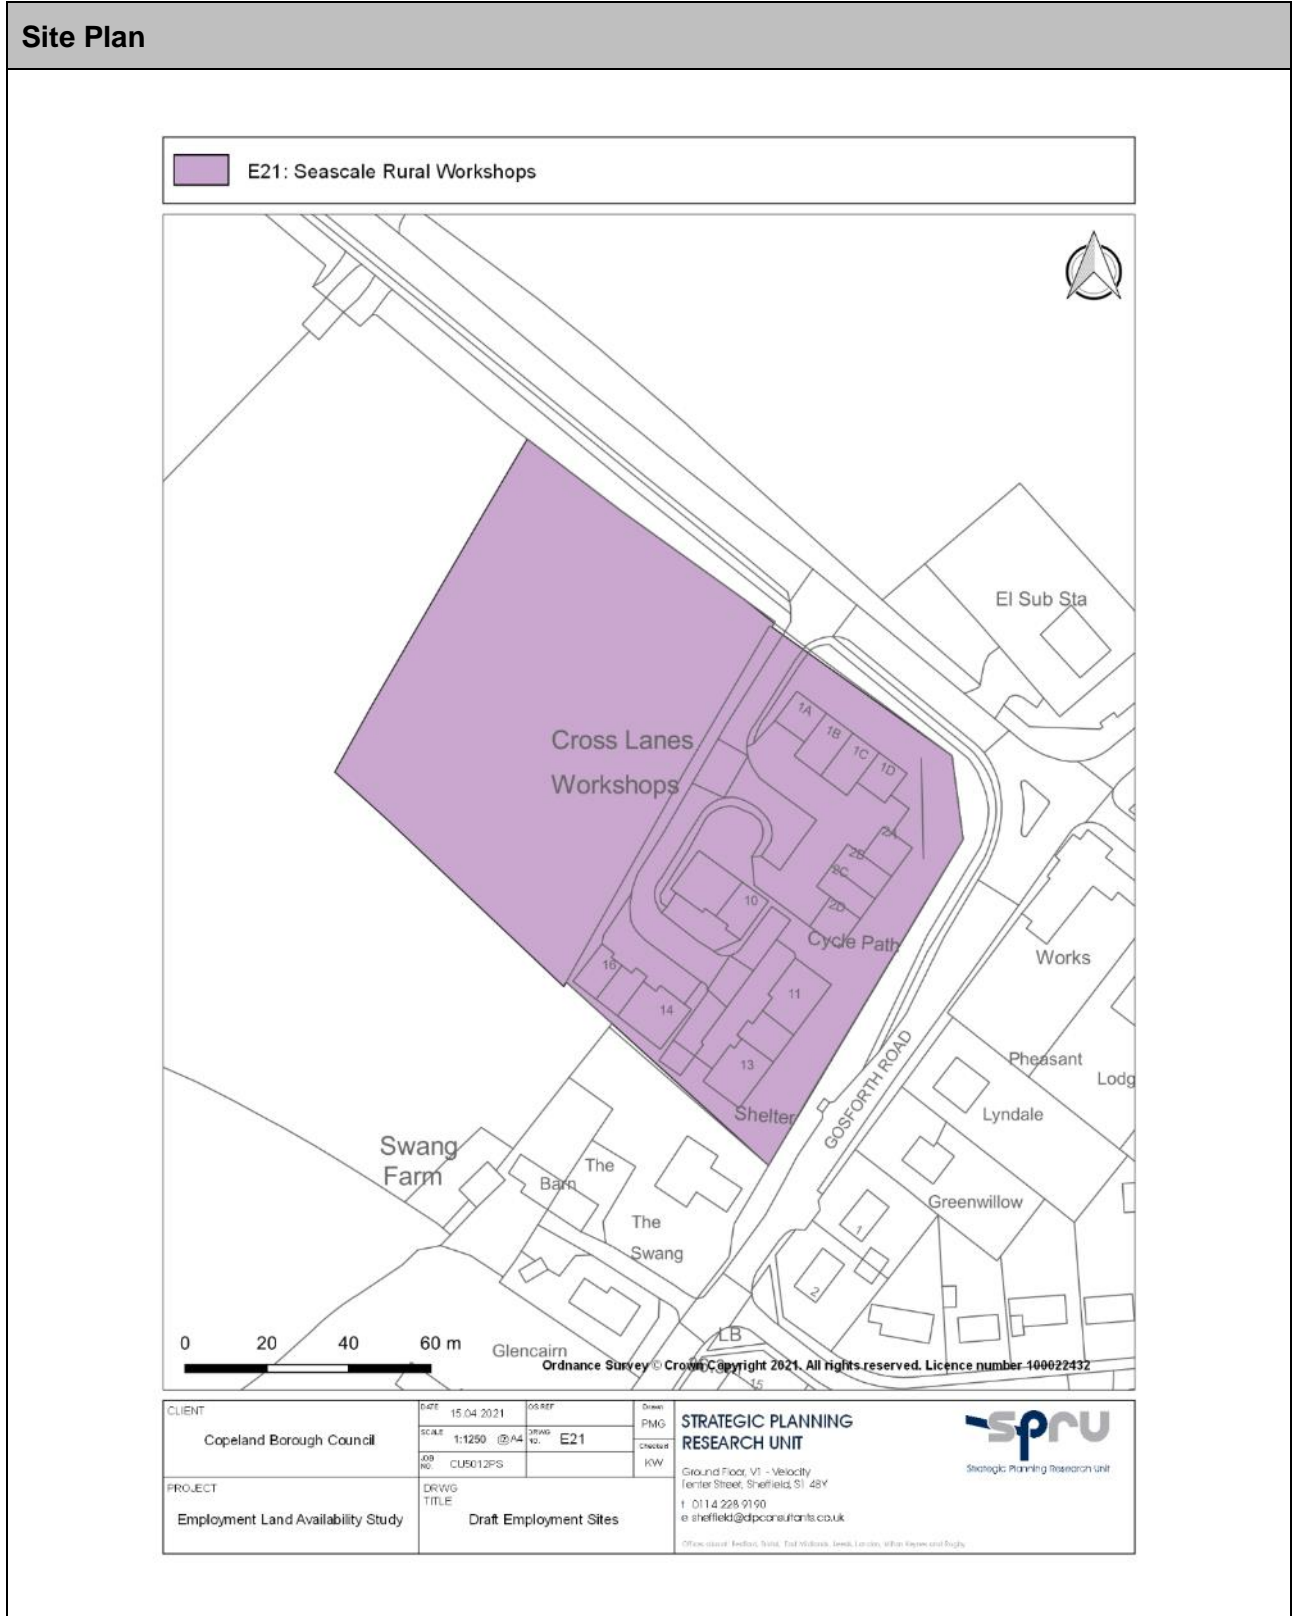 Site Plan
E21: Seascale Rural Workshops
El Sub Sta
1A
1B
1C
1D
Cross Lanes
Workshops
2A
2B
2C
2D
10
Cycle Path
Works
16
11
14
13
Pheasant
Lodg
GOSFORTH ROAD
Lyndale
Shelter
Swang
Farm
The
Barn
Greenwillow
The
Swang
1
2
LB
0 20 40 60 m
Glencairn
Ordnance Survey © Crown Copyright 2021. All rights reserved. Licence number 100022432
15
CLIENT
Copeland Borough Council
DATE 15.04.2021
OS REF
SCALE 1:1250 @A4
DRWG NO. E21
JOB NO. CU5012PS
Drawn
PMG
Checked
KW
PROJECT
Employment Land Availability Study
DRWG
TITLE
Draft Employment Sites
STRATEGIC PLANNING
RESEARCH UNIT
Ground Floor, V1 - Velocity
Tenter Street, Sheffield, S1 4BY
t 0114 228 9190
e sheffield@dlpconsultants.co.uk
spru
Strategic Planning Research Unit